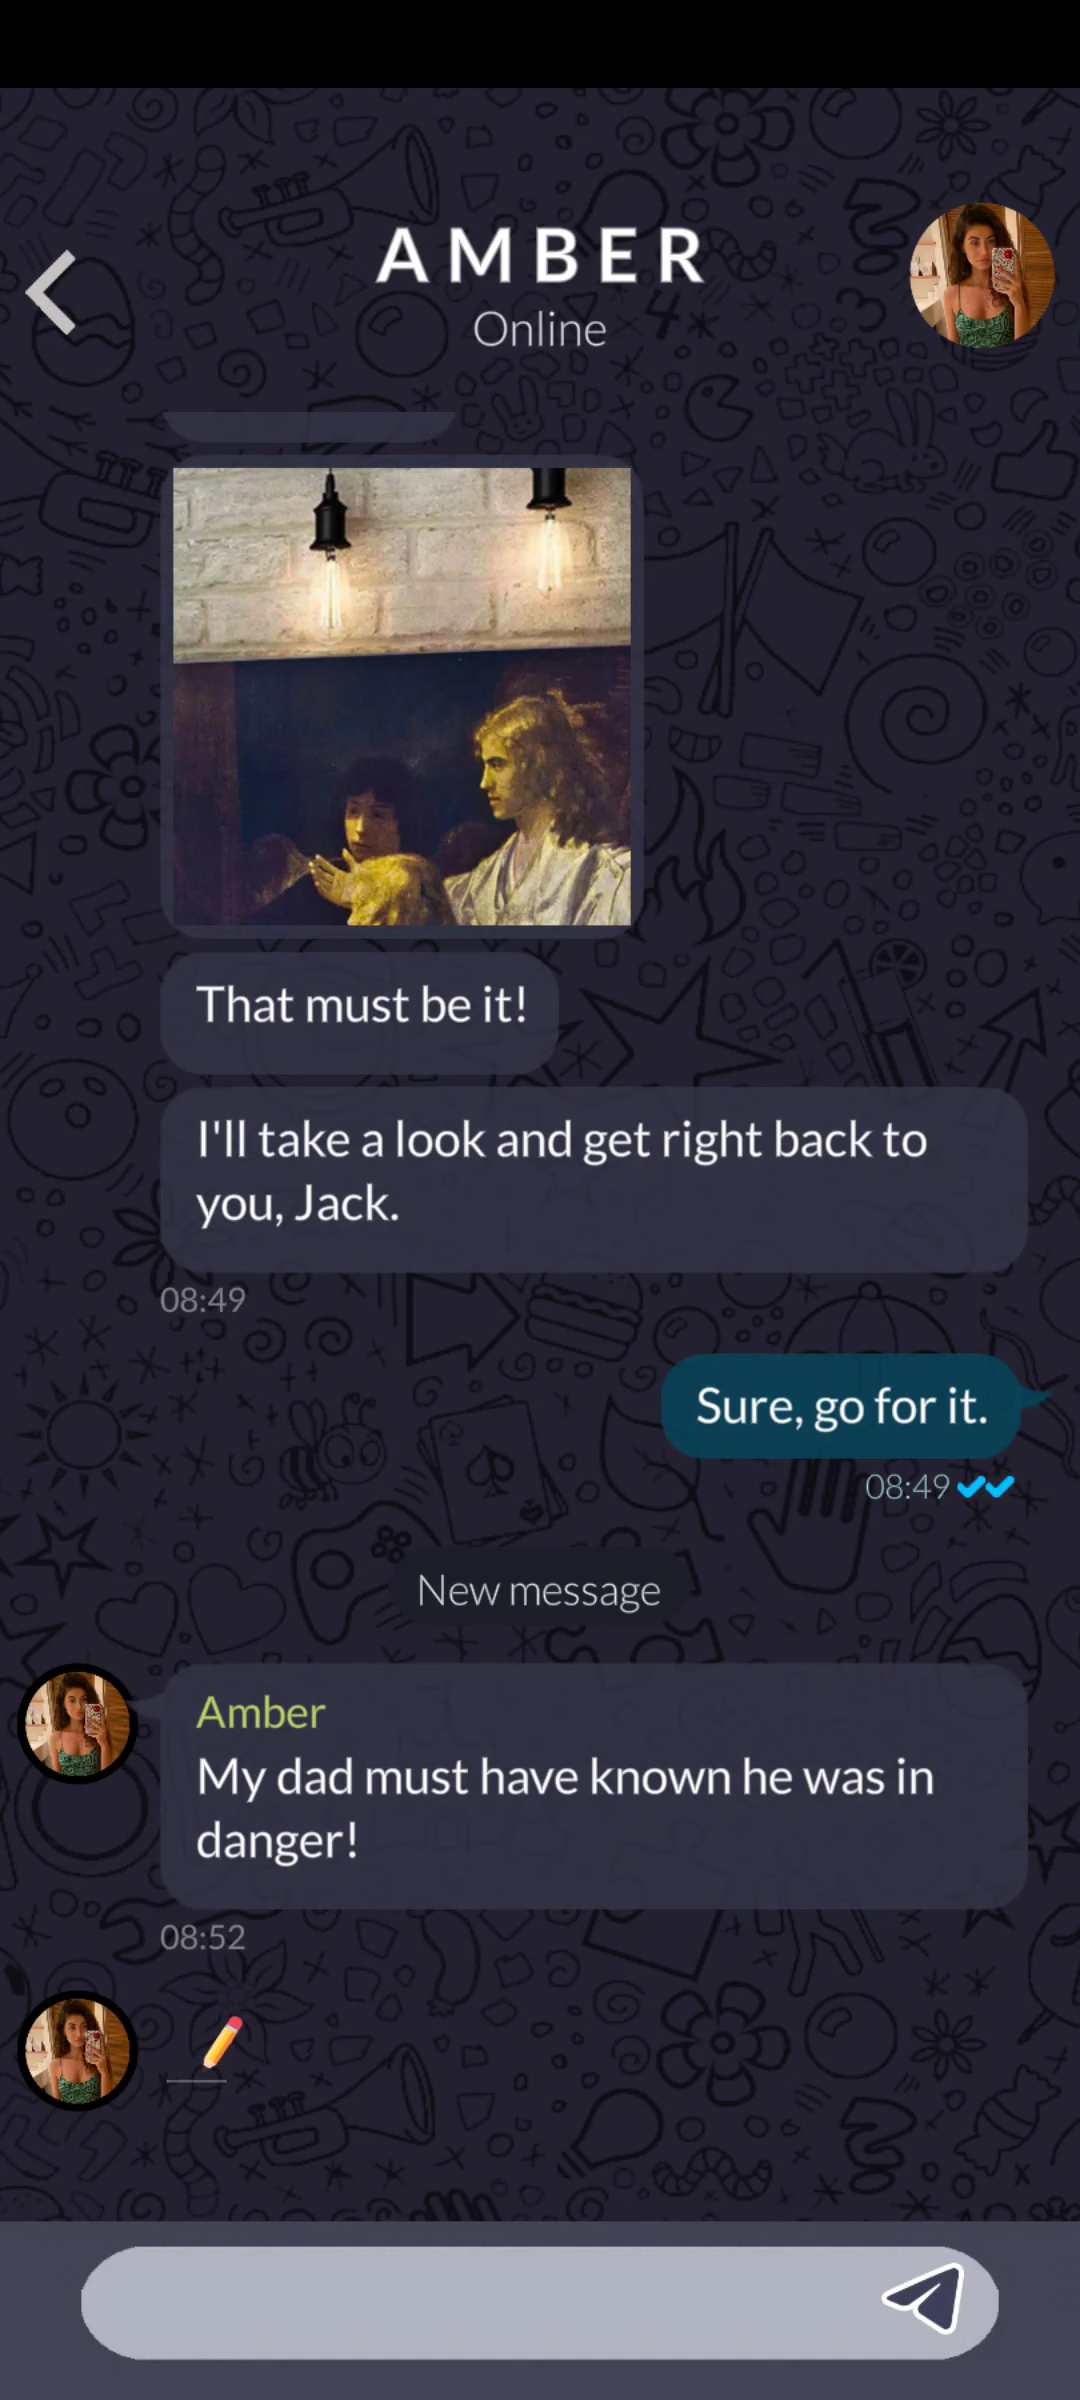 AMBER
Online
That must be it!
I'll take a look and get right back to
you, Jack.
08:49
Sure, go for it.
08:49
New message
Amber
My dad must have known he was in
danger!
08:52